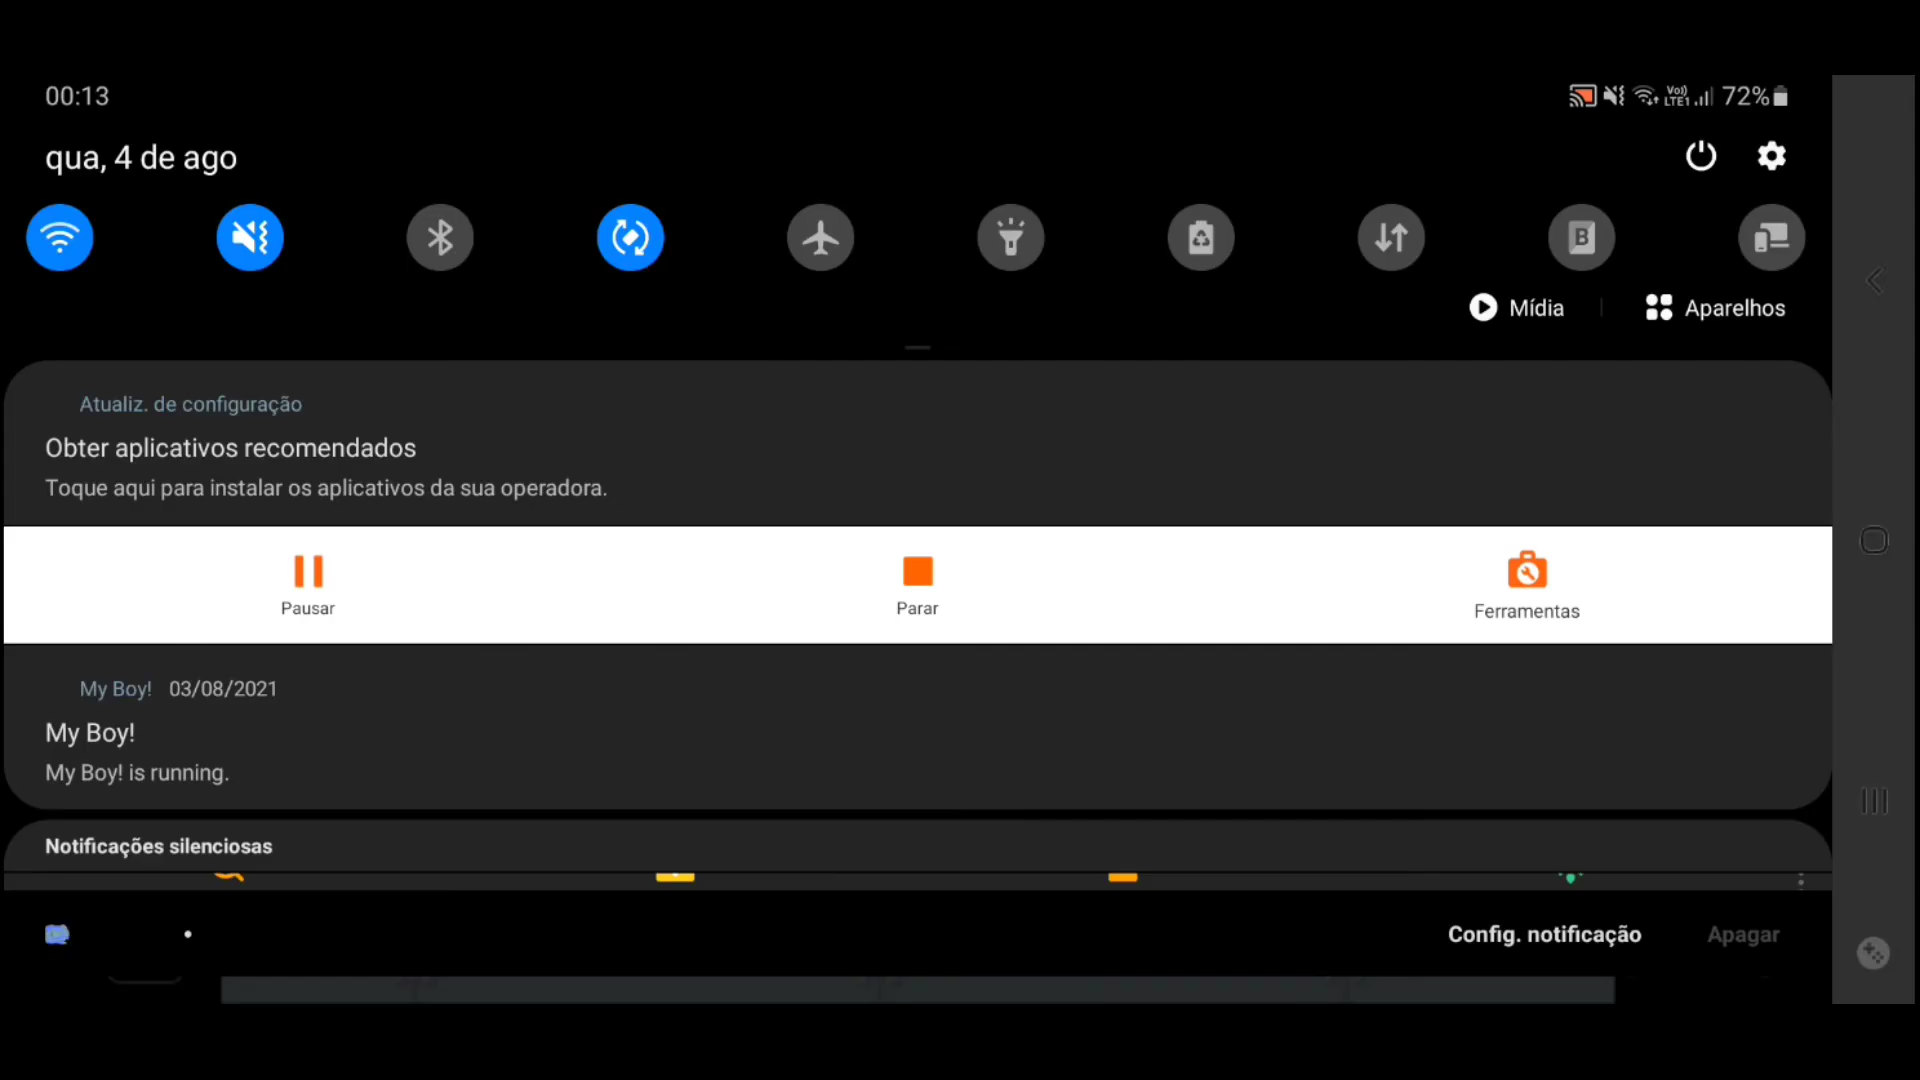 00:13
Vo)) LTE1 72%
qua, 4 de ago
B
Mídia
Aparelhos
Atualiz. de configuração
Obter aplicativos recomendados
Toque aqui para instalar os aplicativos da sua operadora.
Pausar
Parar
Ferramentas
My Boy! 03/08/2021
My Boy!
My Boy! is running.
Notificações silenciosas
Config. notificação
Apagar